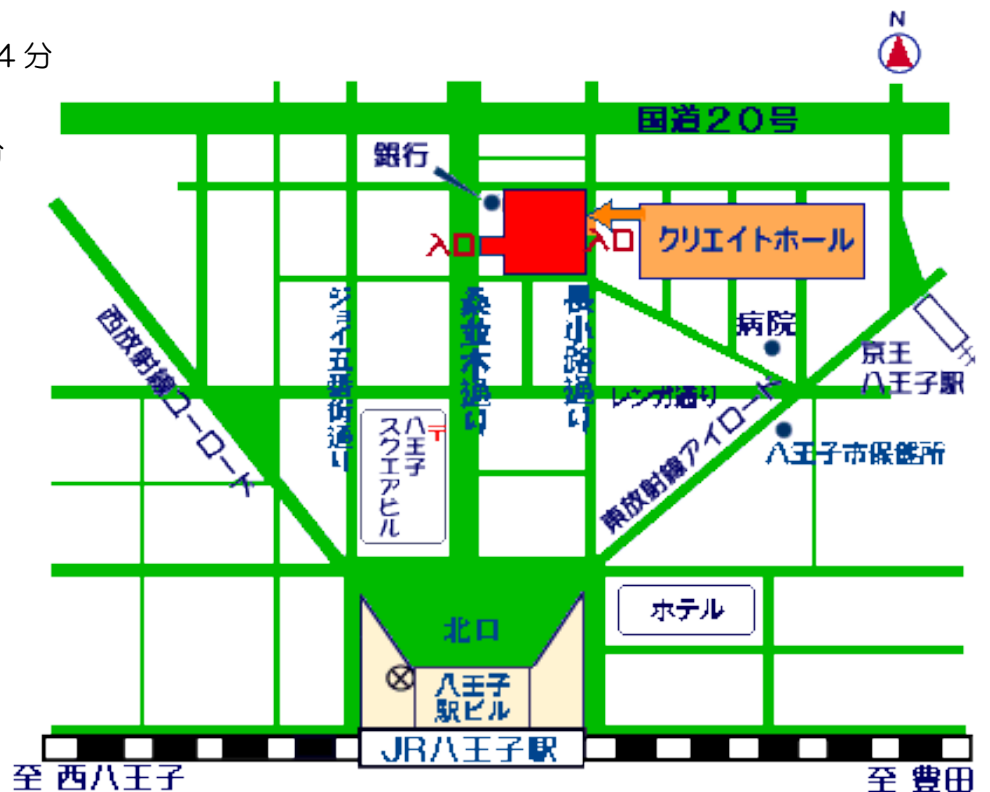 N
4分
国道20号
銀行
入口
入口
クリエイトホール
ジョイ五番街通り
桑並木通り
長小路通り
西放射線ユーロード
病院
京王
八王子駅
レンガ通り
八王子
スクエアビル
〒
東放射線アイロード
八王子市保健所
ホテル
北口
八王子
駅ビル
JR八王子駅
至 西八王子
至 豊田